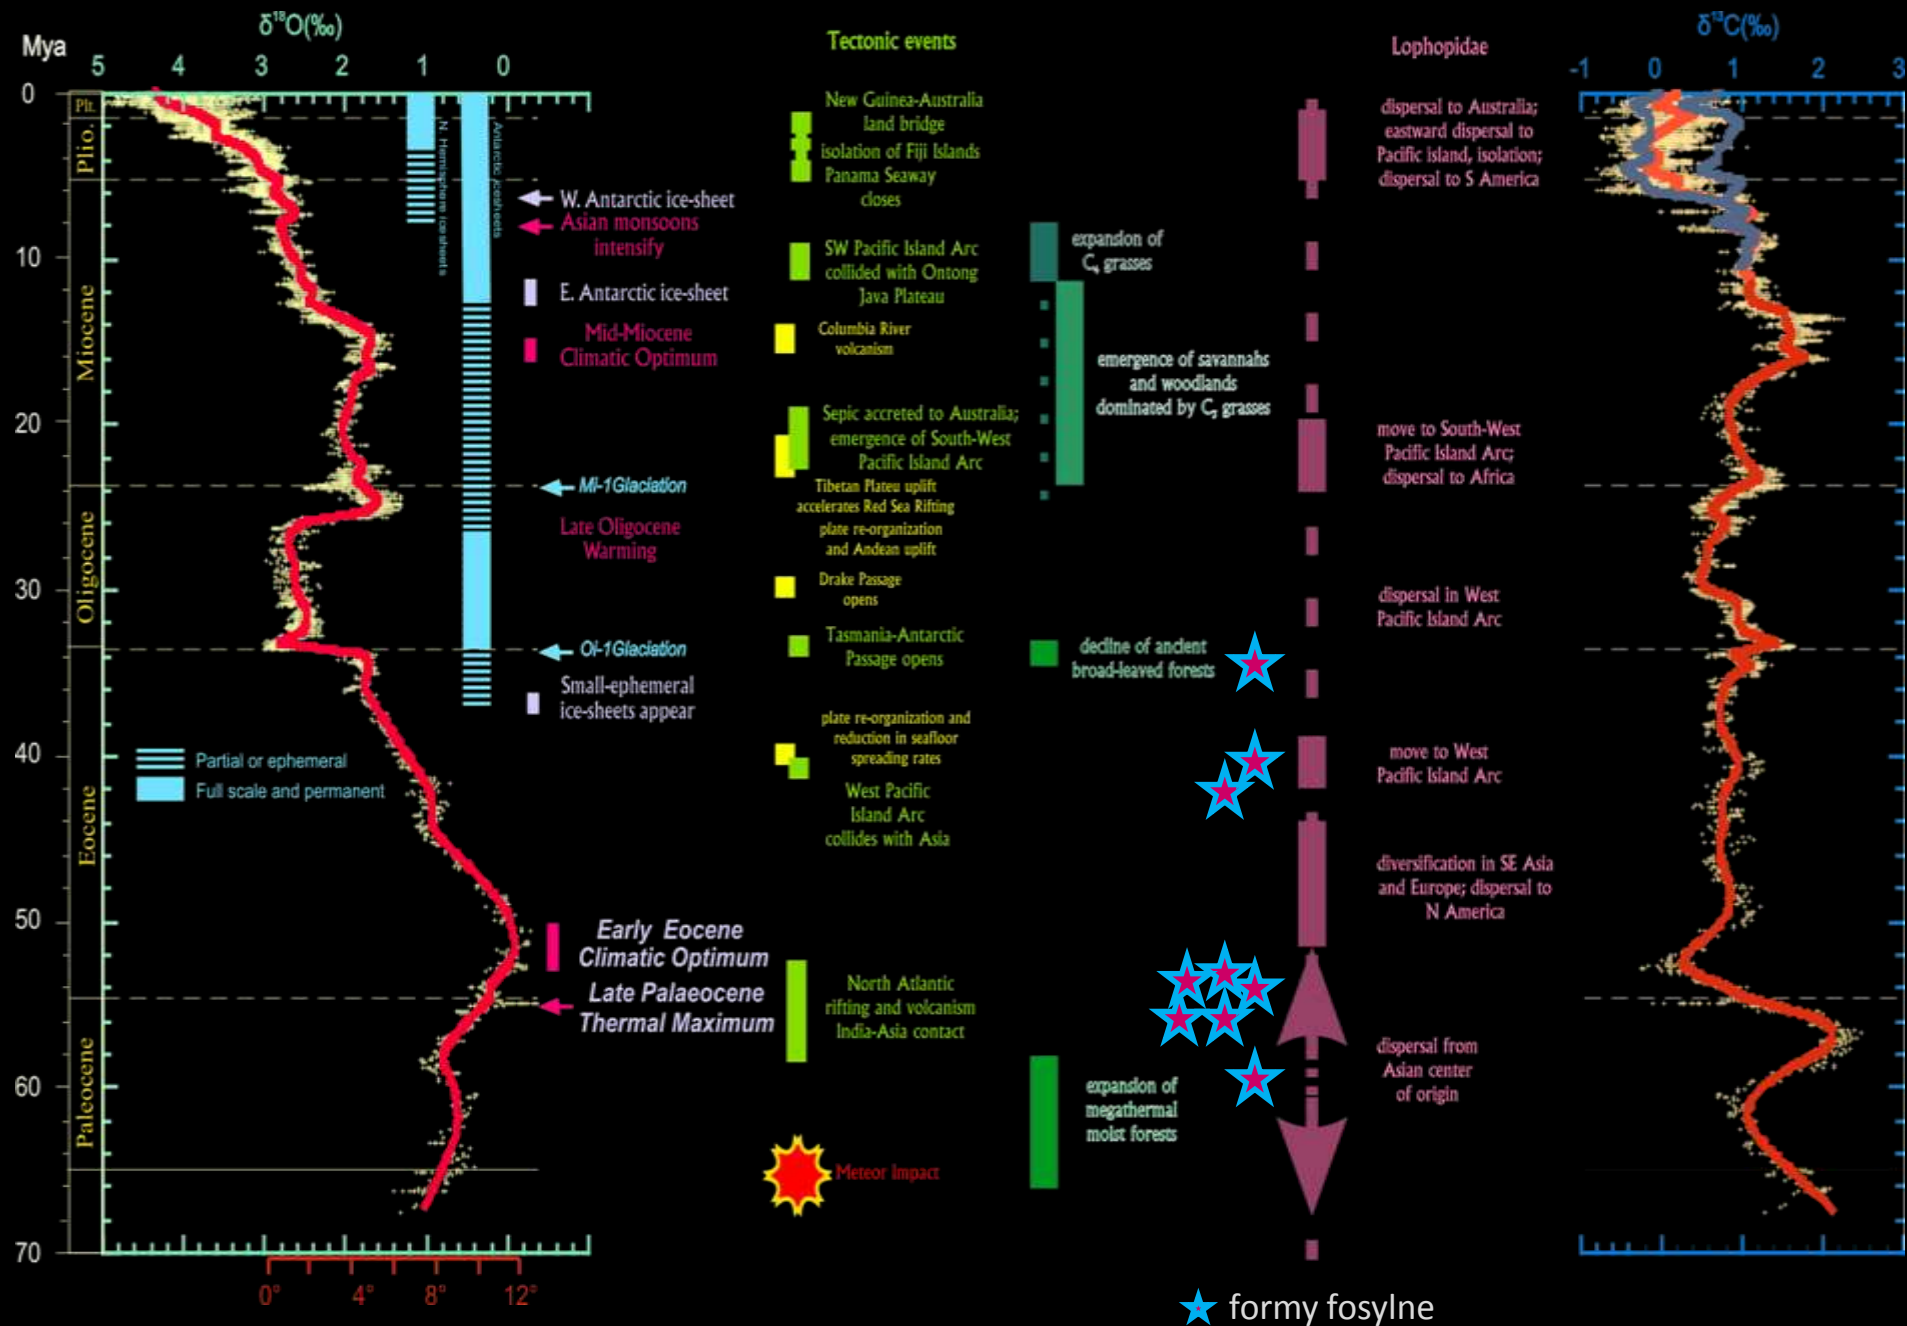 δ¹⁸O(‰)
Mya
5 4 3 2 1 0
0
10
20
30
40
50
60
70
Plt.
Plio.
Miocene
Oligocene
Eocene
Paleocene
N. Hemisphere ice sheets
Antarctic icesheets
W. Antarctic ice-sheet
Asian monsoons
intensify
E. Antarctic ice-sheet
Mid-Miocene
Climatic Optimum
Mi-1Glaciation
Late Oligocene
Warming
Oi-1Glaciation
Small-ephemeral
ice-sheets appear
Partial or ephemeral
Full scale and permanent
Early Eocene
Climatic Optimum
Late Palaeocene
Thermal Maximum
0° 4° 8° 12°
Tectonic events
New Guinea-Australia
land bridge
isolation of Fiji Islands
Panama Seaway
closes
SW Pacific Island Arc
collided with Ontong
Java Plateau
Columbia River
volcanism
Sepic accreted to Australia;
emergence of South-West
Pacific Island Arc
Tibetan Plateu uplift
accelerates Red Sea Rifting
plate re-organization
and Andean uplift
Drake Passage
opens
Tasmania-Antarctic
Passage opens
plate re-organization and
reduction in seafloor
spreading rates
West Pacific
Island Arc
collides with Asia
North Atlantic
rifting and volcanism
India-Asia contact
Meteor Impact
expansion of
C₄ grasses
emergence of savannahs
and woodlands
dominated by C₃ grasses
decline of ancient
broad-leaved forests
expansion of
megathermal
moist forests
Lophopidae
dispersal to Australia;
eastward dispersal to
Pacific island, isolation;
dispersal to S America
move to South-West
Pacific Island Arc;
dispersal to Africa
dispersal in West
Pacific Island Arc
move to West
Pacific Island Arc
diversification in SE Asia
and Europe; dispersal to
N America
dispersal from
Asian center
of origin
formy fosylne
δ¹³C(‰)
-1 0 1 2 3